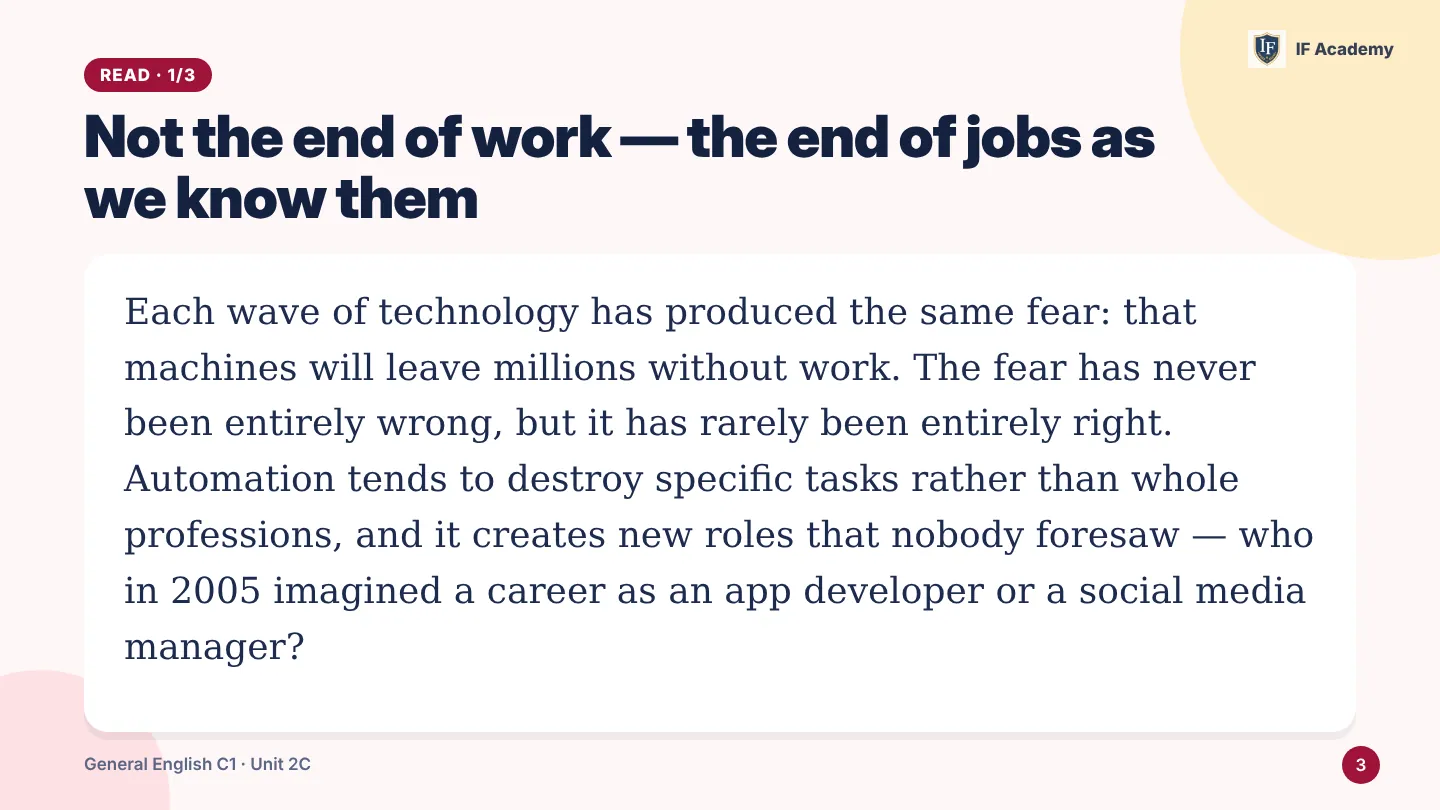 IF Academy
READ · 1/3
Not the end of work — the end of jobs as
we know them
Each wave of technology has produced the same fear: that
machines will leave millions without work. The fear has never
been entirely wrong, but it has rarely been entirely right.
Automation tends to destroy specific tasks rather than whole
professions, and it creates new roles that nobody foresaw — who
in 2005 imagined a career as an app developer or a social media
manager?
General English C1 · Unit 2C
3